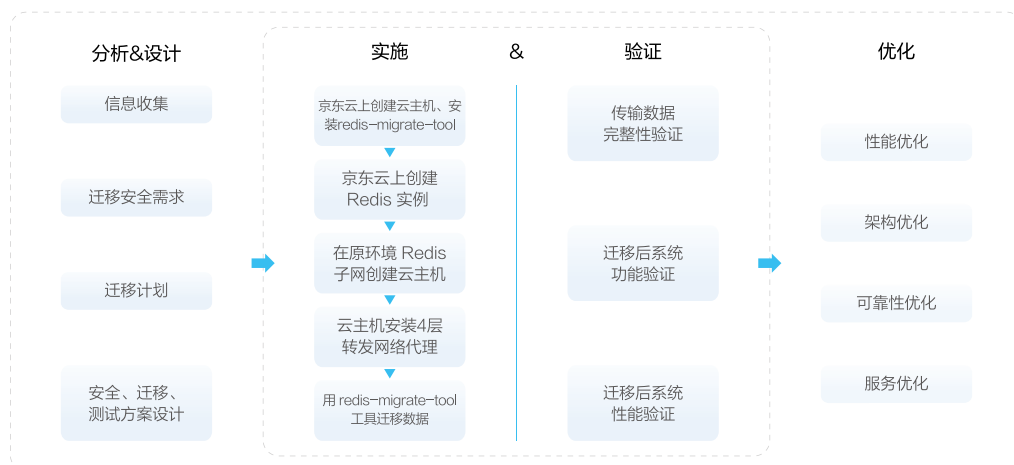 分析&设计
信息收集
迁移安全需求
迁移计划
安全、迁移、
测试方案设计
实施
&
验证
京东云上创建云主机、安
装redis-migrate-tool
京东云上创建
Redis 实例
在原环境 Redis
子网创建云主机
云主机安装4层
转发网络代理
用 redis-migrate-tool
工具迁移数据
传输数据
完整性验证
迁移后系统
功能验证
迁移后系统
性能验证
优化
性能优化
架构优化
可靠性优化
服务优化